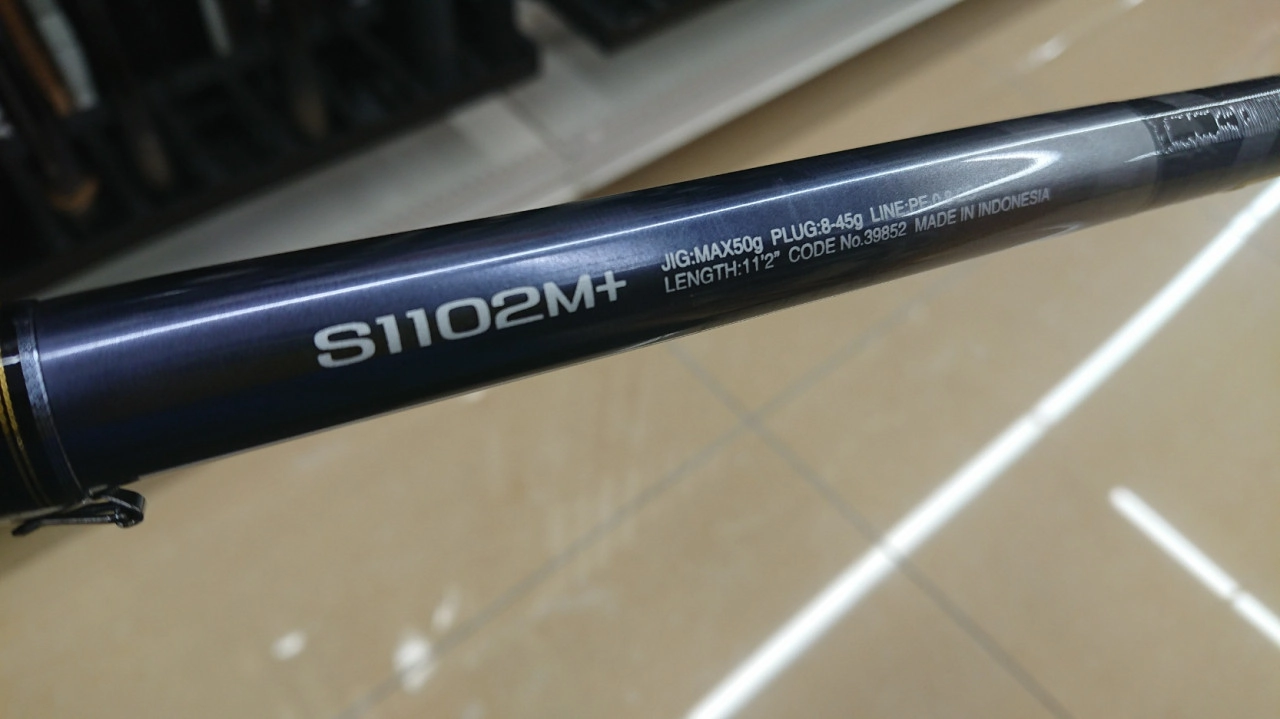 S1102M+
JIG:MAX50g PLUG:8-45g LINE:PE
LENGTH:11'2" CODE No.39852 MADE IN INDONESIA